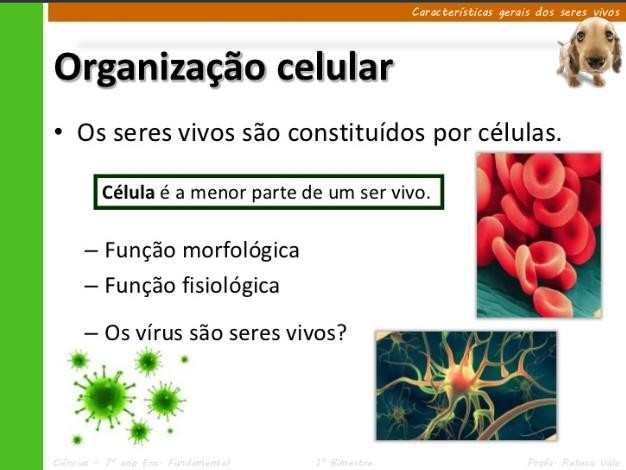 Características gerais dos seres vivos
Organização celular
• Os seres vivos são constituídos por células.
Célula é a menor parte de um ser vivo.
– Função morfológica
– Função fisiológica
– Os vírus são seres vivos?
Ciências – 7º ano Ens. Fundamental 1º Bimestre Profa. Rebeca Vale